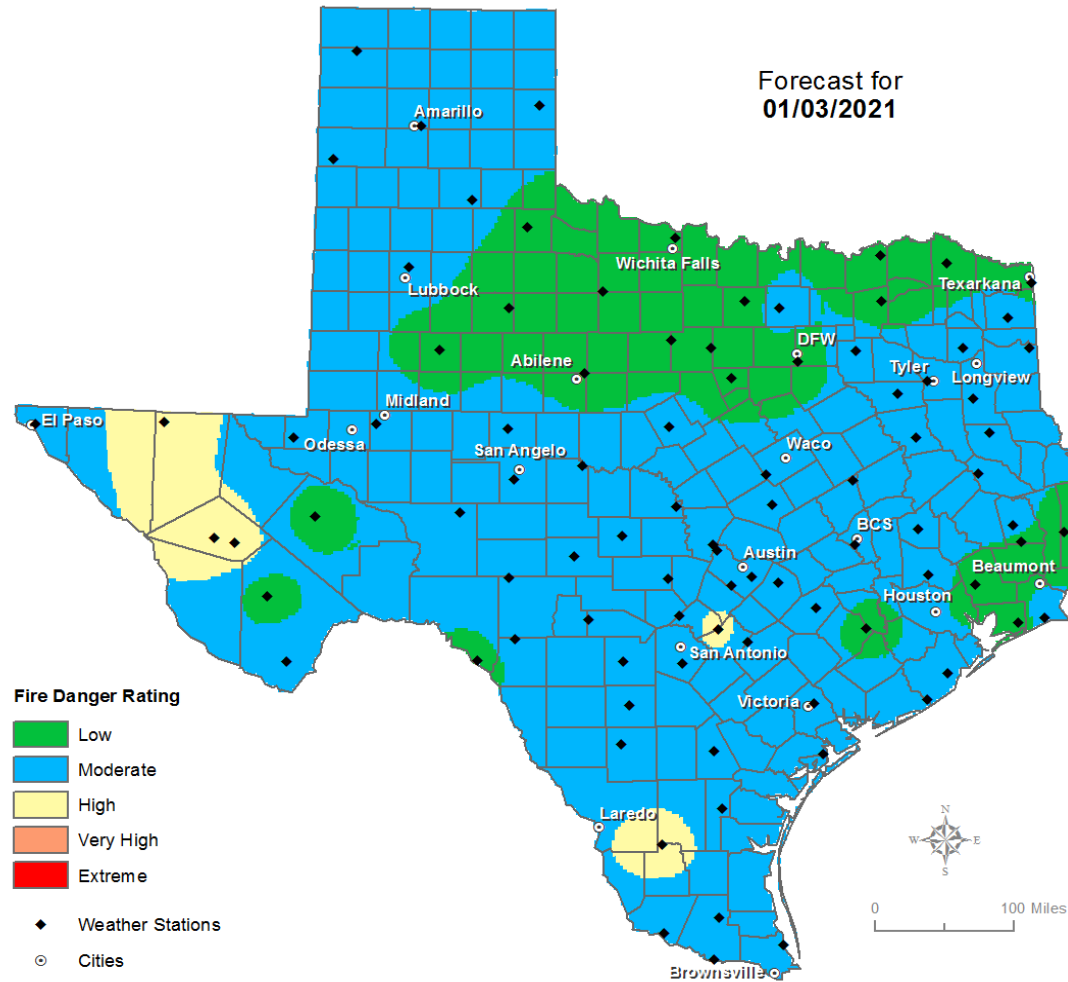 Forecast for
01/03/2021
Amarillo
Wichita Falls
Lubbock
Texarkana
DFW
Abilene
Tyler
Longview
Midland
El Paso
Odessa
San Angelo
Waco
BCS
Austin
Beaumont
Houston
San Antonio
Victoria
Laredo
Brownsville
Fire Danger Rating
Low
Moderate
High
Very High
Extreme
Weather Stations
Cities
N
W E
S
0 100 Miles